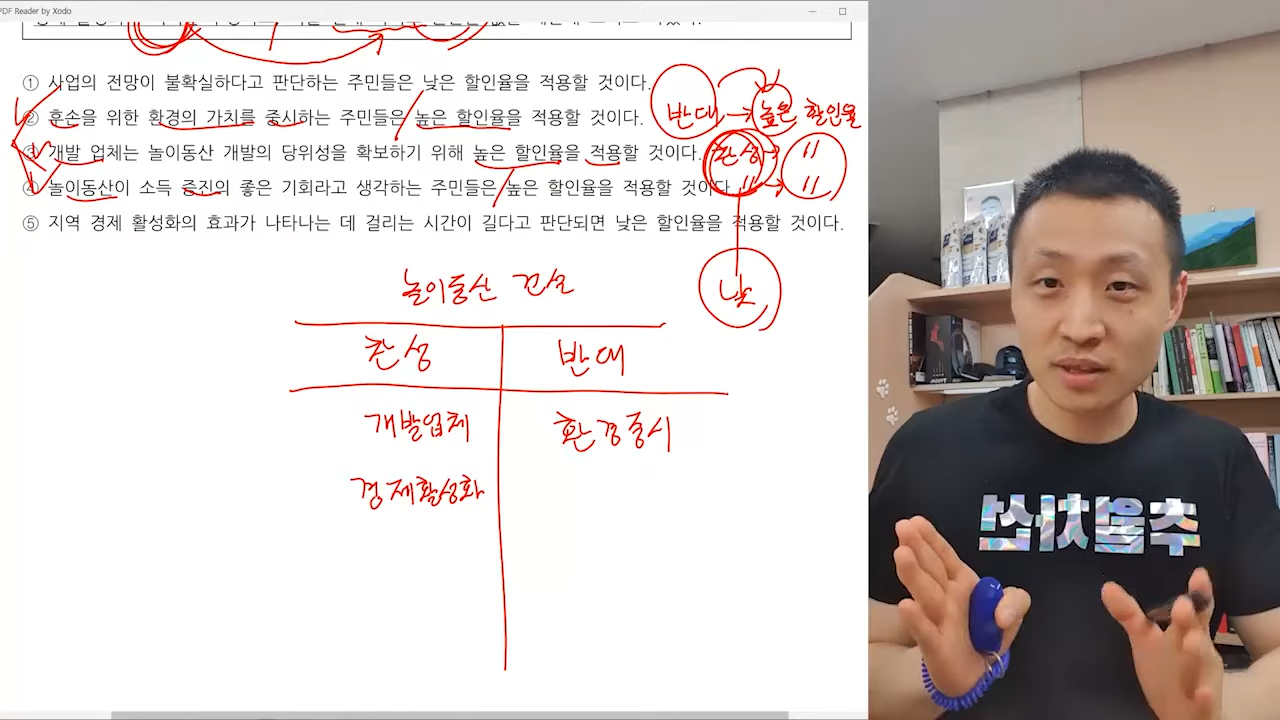 PDF Reader by Xodo
① 사업의 전망이 불확실하다고 판단하는 주민들은 낮은 할인율을 적용할 것이다.
② 후손을 위한 환경의 가치를 중시하는 주민들은 높은 할인율을 적용할 것이다.
반대 → 높은 할인율
③ 개발 업체는 놀이동산 개발의 당위성을 확보하기 위해 높은 할인율을 적용할 것이다.
찬성 → 〃
④ 놀이동산이 소득 증진의 좋은 기회라고 생각하는 주민들은 높은 할인율을 적용할 것이다.
〃 → 〃
⑤ 지역 경제 활성화의 효과가 나타나는 데 걸리는 시간이 길다고 판단되면 낮은 할인율을 적용할 것이다.
놀이동산 건설
낮
찬성 반대
개발업체 환경중시
경제활성화